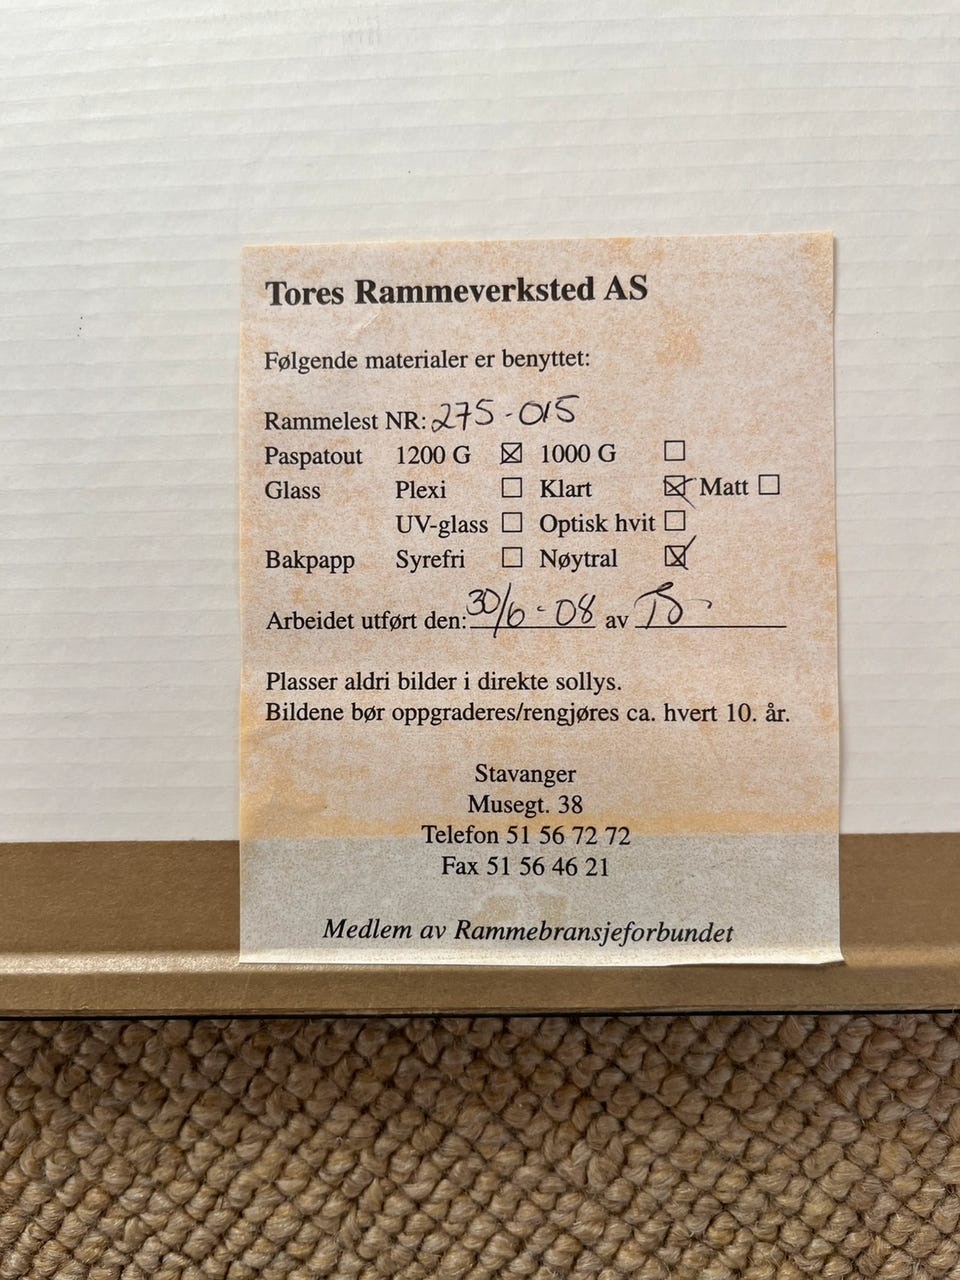 Tores Rammeverksted AS
Følgende materialer er benyttet:
Rammelest NR: 275-015
Paspatout 1200 G ☒ 1000 G ☐
Glass Plexi ☐ Klart ☒ Matt ☐
UV-glass ☐ Optisk hvit ☐
Bakpapp Syrefri ☐ Nøytral ☒
Arbeidet utført den: 30/6-08 av
Plasser aldri bilder i direkte sollys.
Bildene bør oppgraderes/rengjøres ca. hvert 10. år.
Stavanger
Musegt. 38
Telefon 51 56 72 72
Fax 51 56 46 21
Medlem av Rammebransjeforbundet